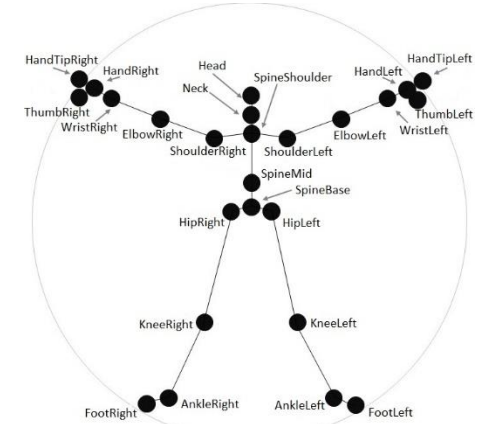 HandTipRight
HandTipLeft
Head
HandRight
HandLeft
SpineShoulder
Neck
ThumbRight
ThumbLeft
WristRight
ElbowRight
ElbowLeft
WristLeft
ShoulderRight
ShoulderLeft
SpineMid
SpineBase
HipRight
HipLeft
KneeRight
KneeLeft
FootRight
AnkleRight
AnkleLeft
FootLeft